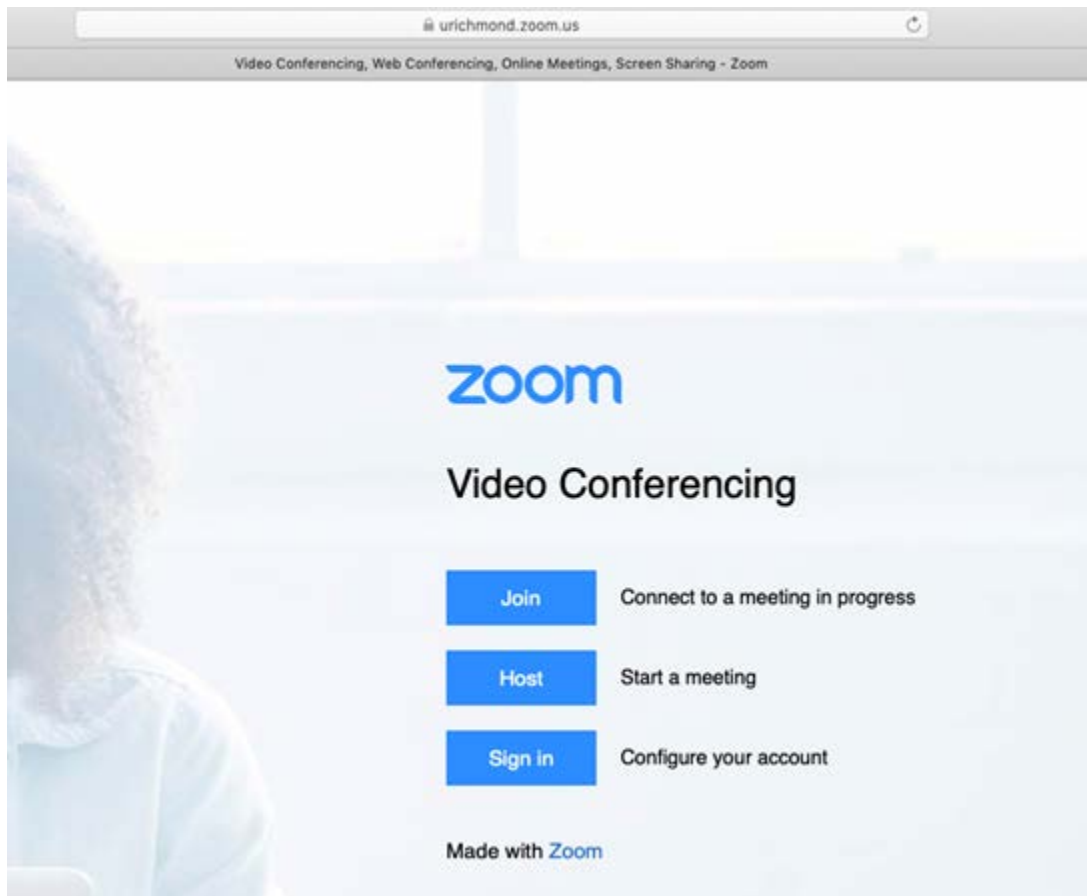 urichmond.zoom.us
Video Conferencing, Web Conferencing, Online Meetings, Screen Sharing - Zoom
zoom
Video Conferencing
Join Connect to a meeting in progress
Host Start a meeting
Sign in Configure your account
Made with Zoom